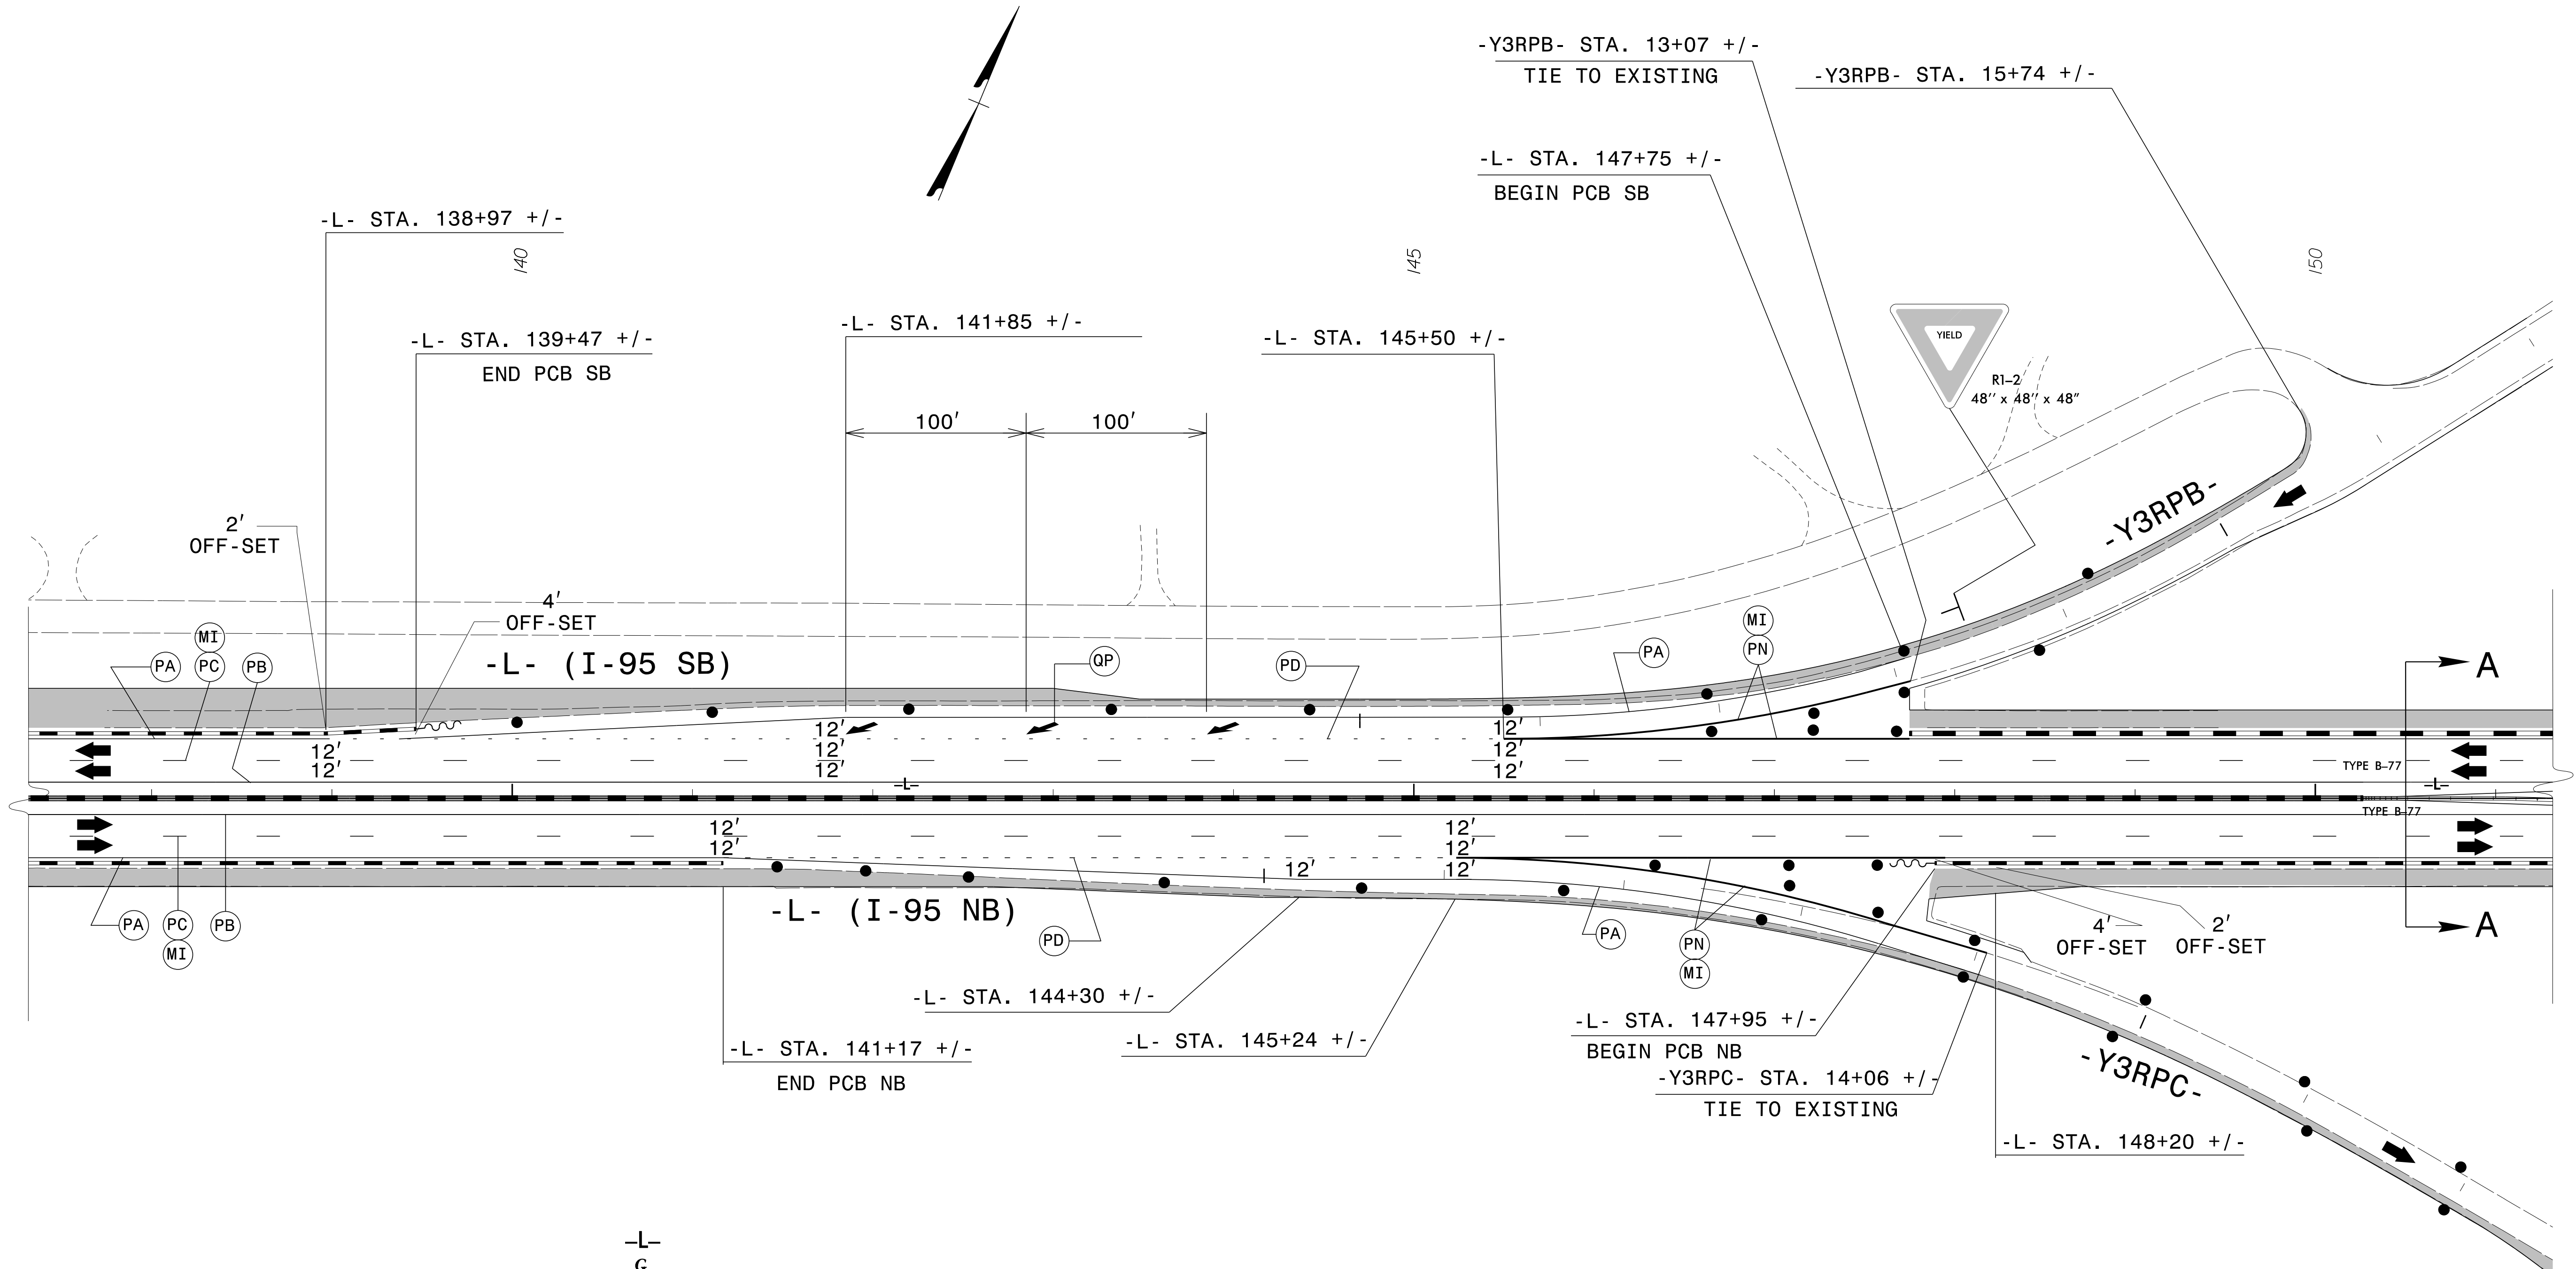 -Y3RPB- STA. 13+07 +/-
TIE TO EXISTING
-Y3RPB- STA. 15+74 +/-
-L- STA. 147+75 +/-
BEGIN PCB SB
-L- STA. 138+97 +/-
140
145
150
-L- STA. 139+47 +/-
END PCB SB
-L- STA. 141+85 +/-
-L- STA. 145+50 +/-
YIELD
R1-2
48'' x 48'' x 48''
100'
100'
-Y3RPB-
2'
OFF-SET
4'
OFF-SET
MI
PA
PC
PB
-L- (I-95 SB)
QP
PD
PA
MI
PN
A
12'
12'
12'
12'
12'
12'
12'
12'
TYPE B-77
-L-
-L-
TYPE B-77
12'
12'
12'
12'
12'
12'
PA
PC
PB
MI
-L- (I-95 NB)
PD
PA
PN
MI
4'
OFF-SET
2'
OFF-SET
A
-L- STA. 144+30 +/-
-L- STA. 145+24 +/-
-L- STA. 141+17 +/-
END PCB NB
-L- STA. 147+95 +/-
BEGIN PCB NB
-Y3RPC- STA. 14+06 +/-
TIE TO EXISTING
-Y3RPC-
-L- STA. 148+20 +/-
-L-